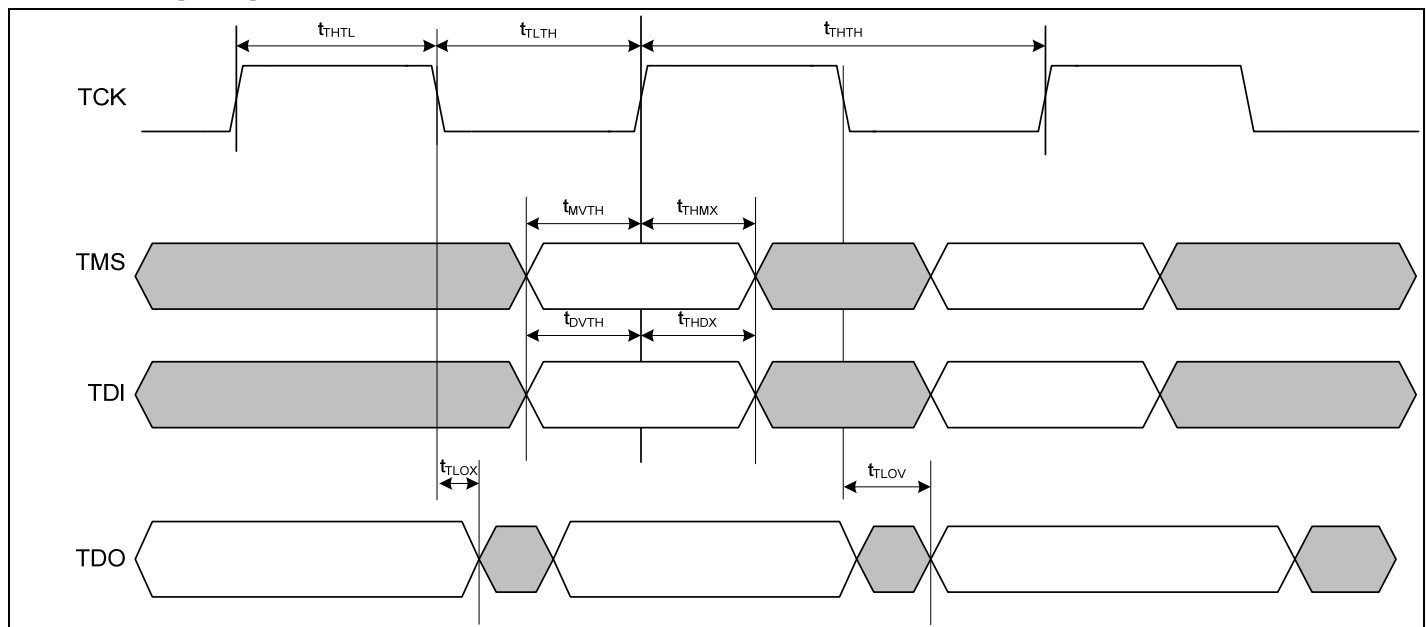 tTHTL tTLTH tTHTH
TCK
tMVTH tTHMX
TMS
tDVTH tTHDX
TDI
tTLOX tTLOV
TDO